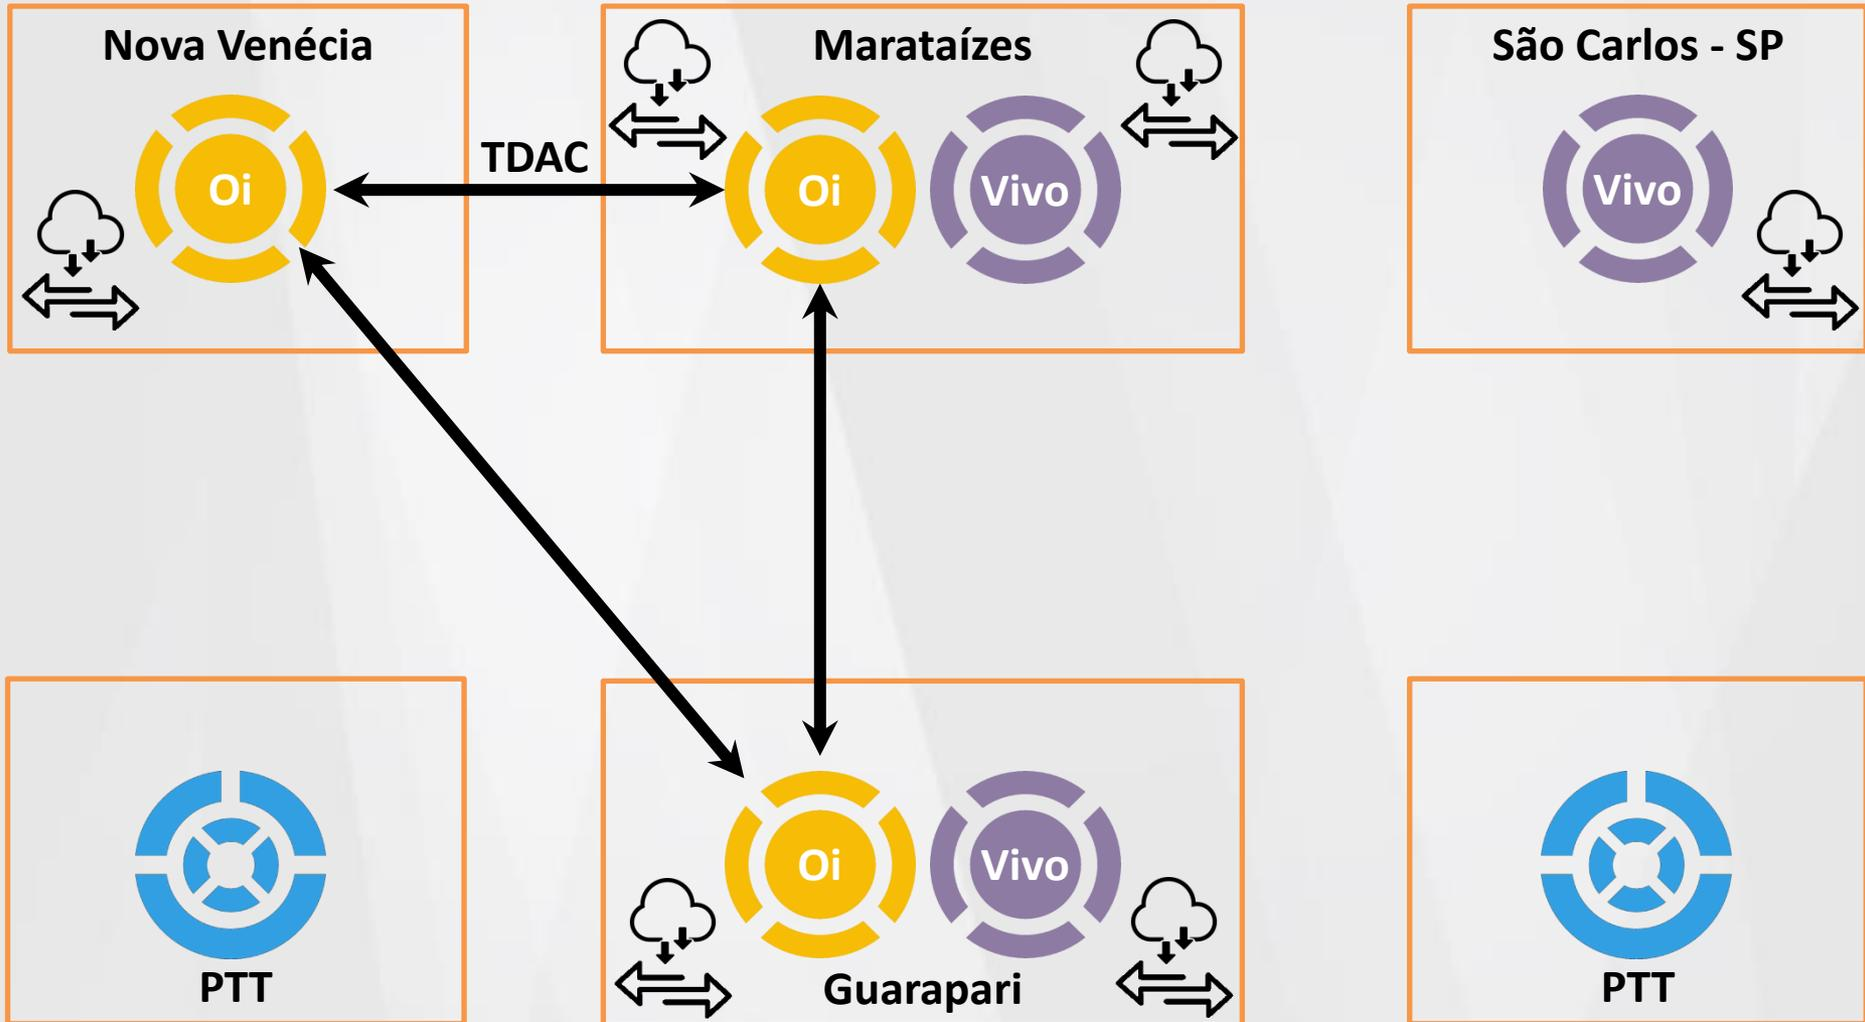 Nova Venécia
Marataízes
São Carlos - SP
Oi
TDAC
Oi
Vivo
Vivo
Oi
Vivo
PTT
Guarapari
PTT